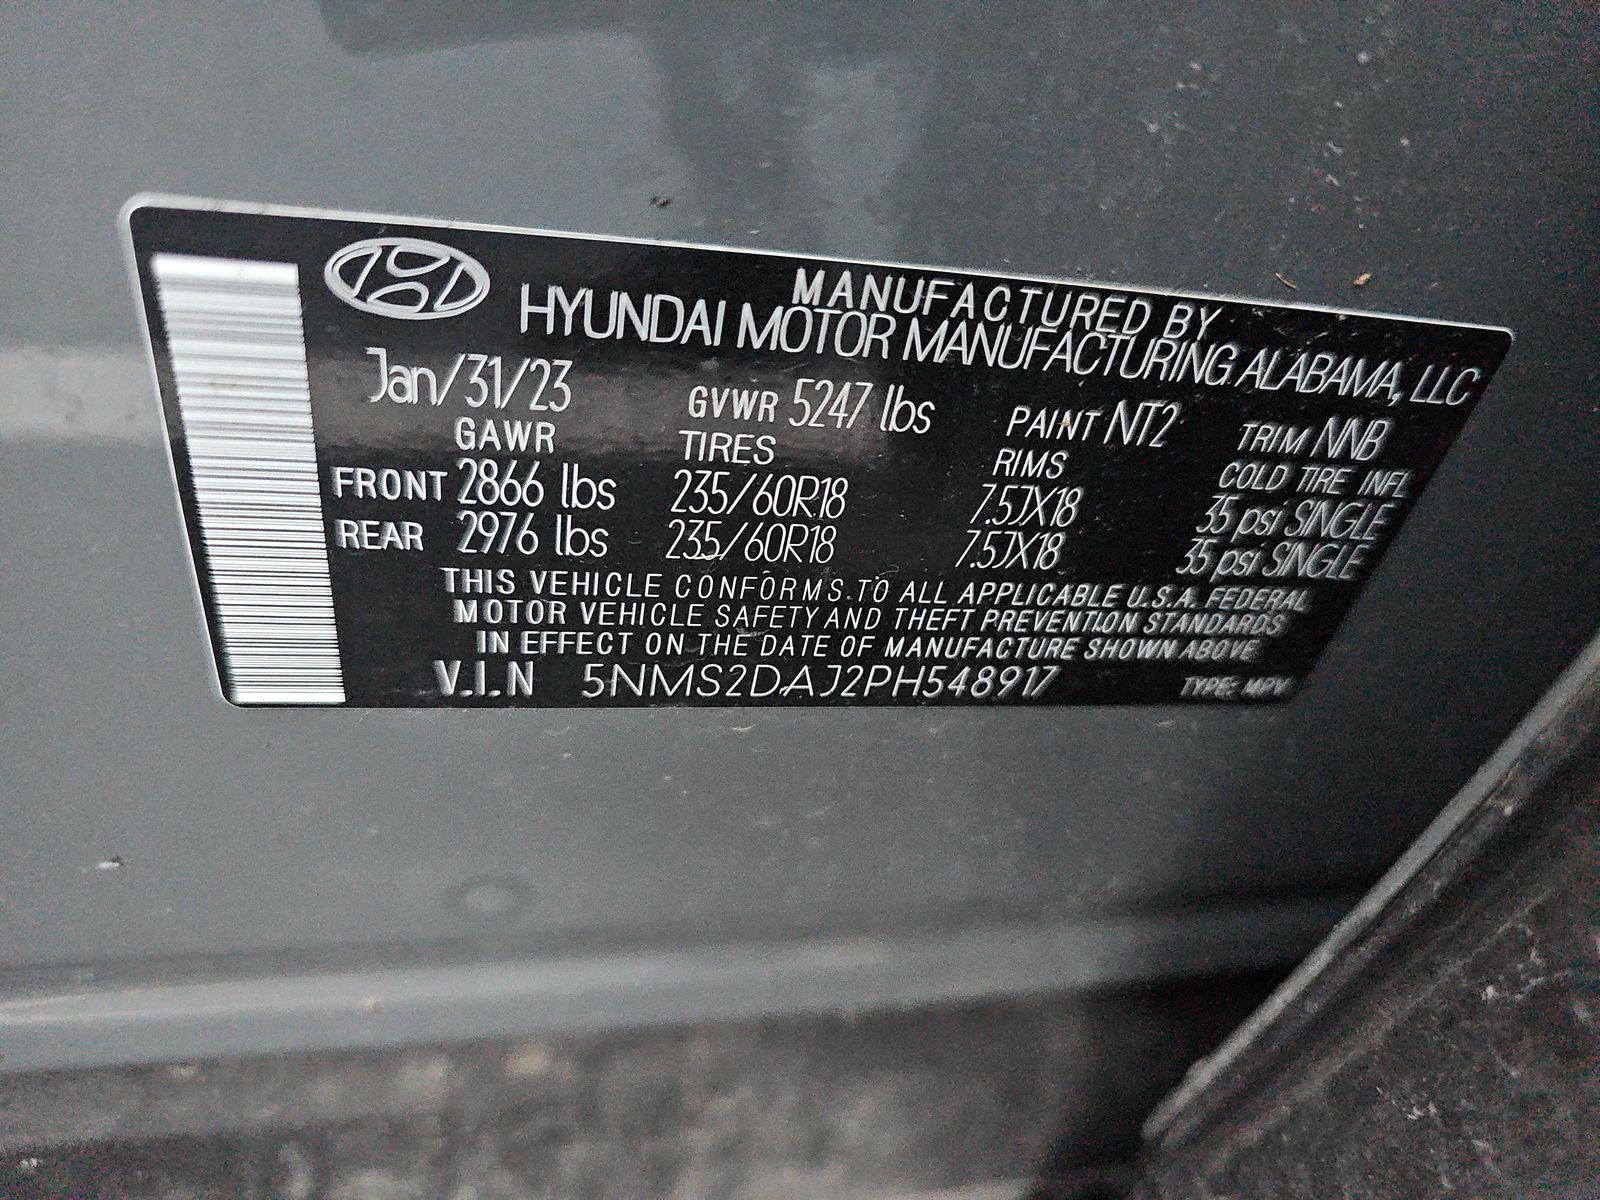 MANUFACTURED BY
HYUNDAI MOTOR MANUFACTURING ALABAMA, LLC
Jan/31/23 GVWR 5247 lbs PAINT NT2 TRIM NNB
GAWR TIRES RIMS COLD TIRE INFL
FRONT 2866 lbs 235/60R18 7.5JX18 35 psi SINGLE
REAR 2976 lbs 235/60R18 7.5JX18 35 psi SINGLE
THIS VEHICLE CONFORMS TO ALL APPLICABLE U.S.A. FEDERAL
MOTOR VEHICLE SAFETY AND THEFT PREVENTION STANDARDS
IN EFFECT ON THE DATE OF MANUFACTURE SHOWN ABOVE
V.I.N 5NMS2DAJ2PH548917 TYPE: MPV